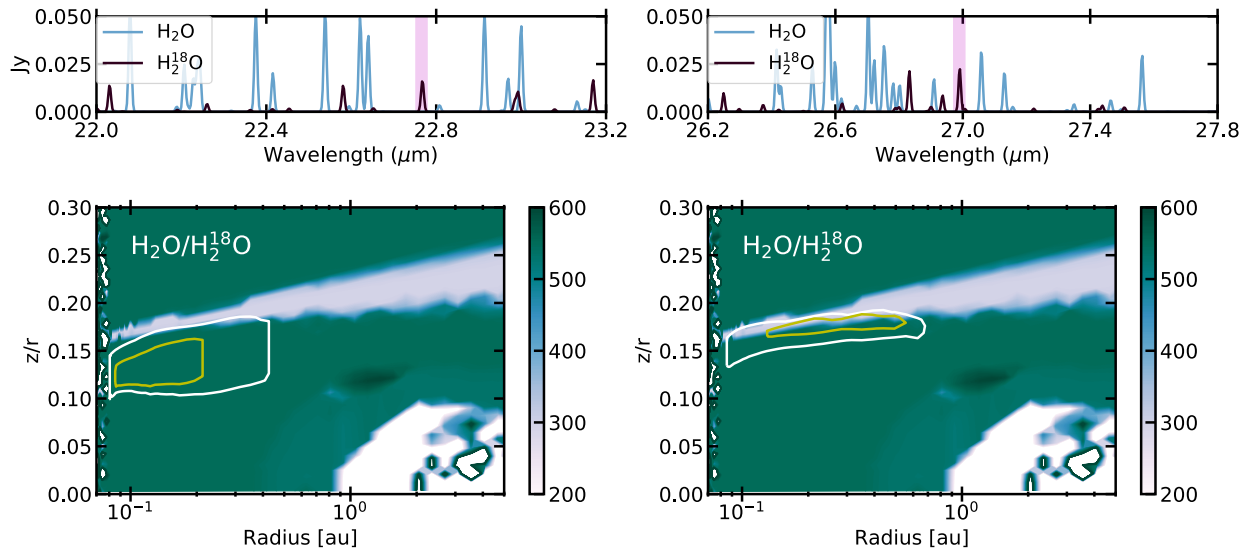 0.050
0.025
0.000
Jy
H₂O
H₂¹⁸O
22.0 22.4 22.8 23.2
Wavelength (μm)
0.050
0.025
0.000
H₂O
H₂¹⁸O
26.2 26.6 27.0 27.4 27.8
Wavelength (μm)
0.30
0.25
0.20
0.15
0.10
0.05
0.00
z/r
H₂O/H₂¹⁸O
10⁻¹ 10⁰
Radius [au]
600
500
400
300
200
0.30
0.25
0.20
0.15
0.10
0.05
0.00
z/r
H₂O/H₂¹⁸O
10⁻¹ 10⁰
Radius [au]
600
500
400
300
200